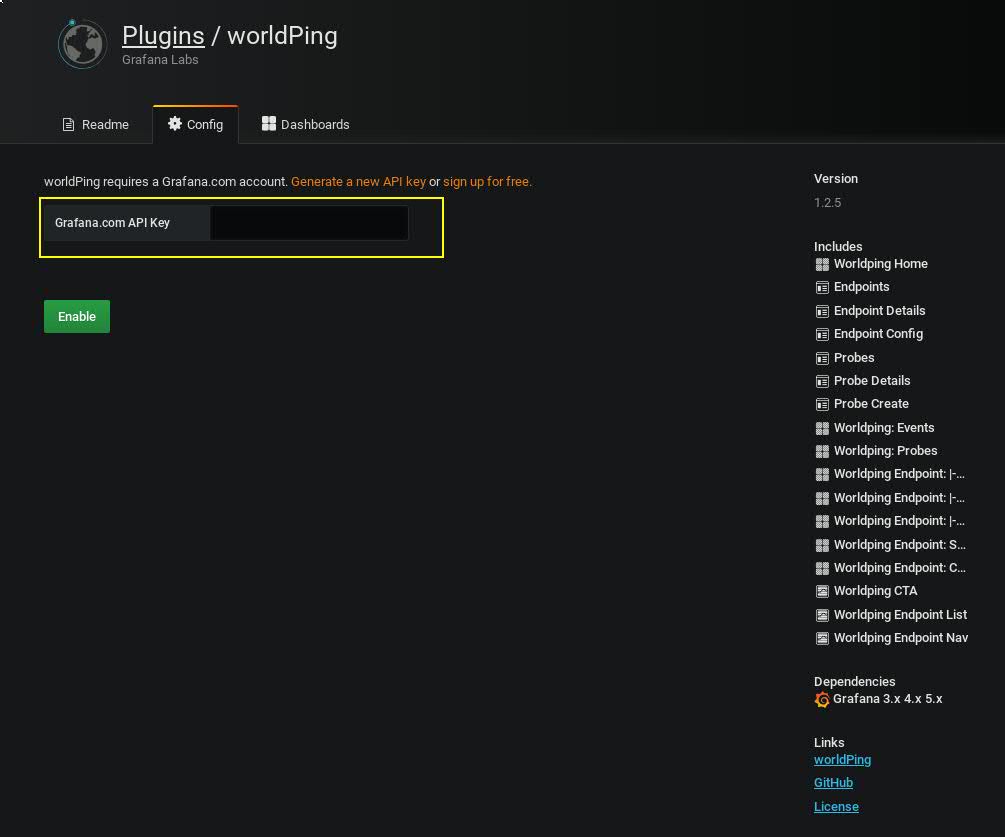 Plugins / worldPing
Grafana Labs
Readme
Config
Dashboards
worldPing requires a Grafana.com account. Generate a new API key or sign up for free.
Grafana.com API Key
Enable
Version
1.2.5
Includes
Worldping Home
Endpoints
Endpoint Details
Endpoint Config
Probes
Probe Details
Probe Create
Worldping: Events
Worldping: Probes
Worldping Endpoint: |-...
Worldping Endpoint: |-...
Worldping Endpoint: |-...
Worldping Endpoint: S...
Worldping Endpoint: C...
Worldping CTA
Worldping Endpoint List
Worldping Endpoint Nav
Dependencies
Grafana 3.x 4.x 5.x
Links
worldPing
GitHub
License